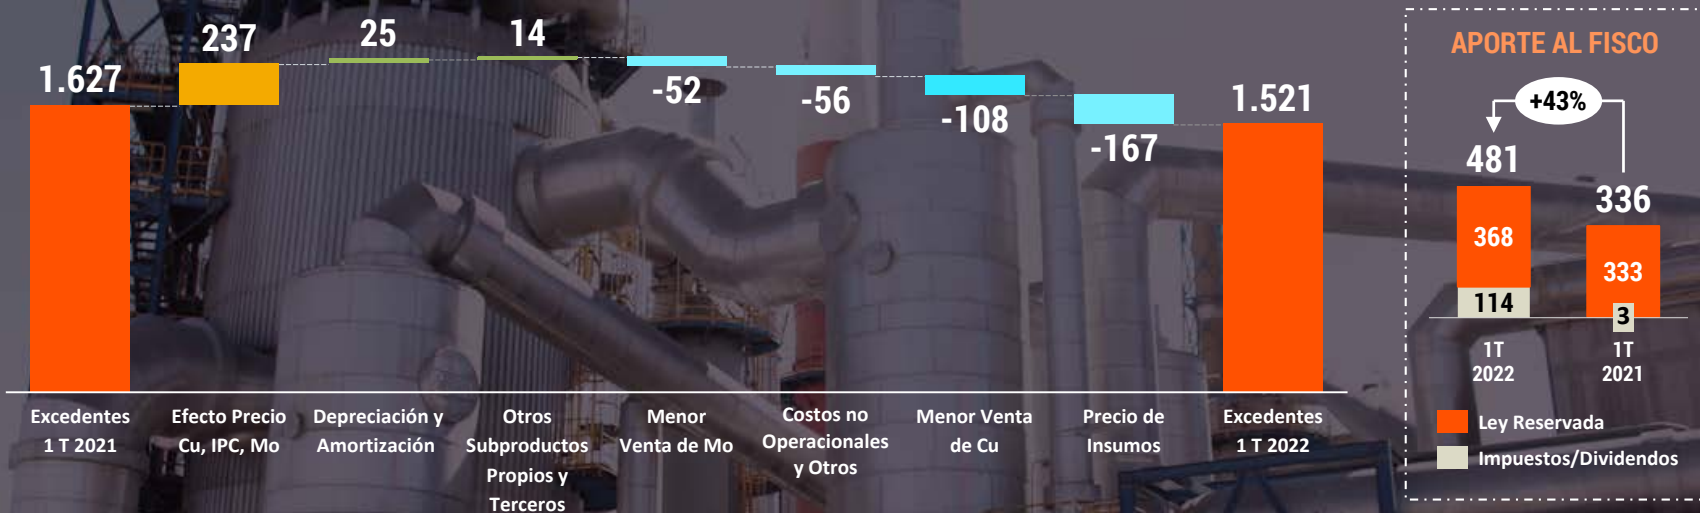 1.627
237
25
14
-52
-56
-108
-167
1.521
Excedentes
1 T 2021
Efecto Precio
Cu, IPC, Mo
Depreciación y
Amortización
Otros
Subproductos
Propios y
Terceros
Menor
Venta de Mo
Costos no
Operacionales
y Otros
Menor Venta
de Cu
Precio de
Insumos
Excedentes
1 T 2022
APORTE AL FISCO
+43%
481
336
368
333
114
3
1T
2022
1T
2021
Ley Reservada
Impuestos/Dividendos